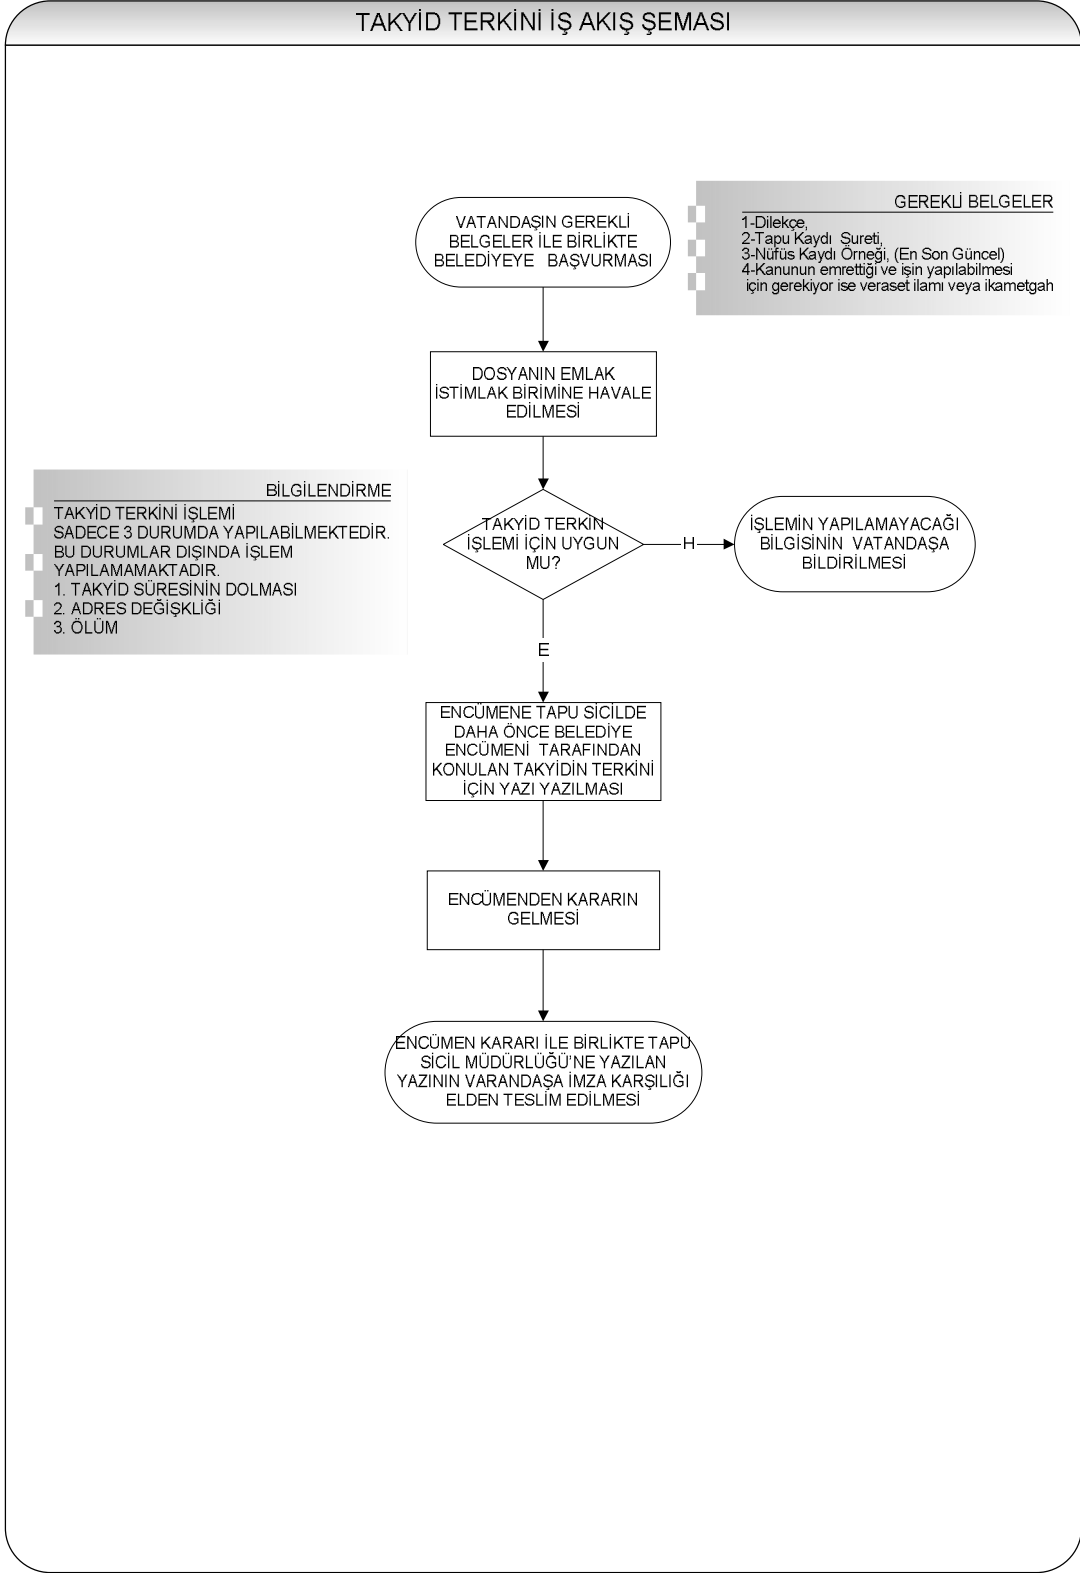 TAKYİD TERKİNİ İŞ AKIŞ ŞEMASI
VATANDAŞIN GEREKLİ
BELGELER İLE BİRLİKTE
BELEDİYEYE BAŞVURMASI
GEREKLİ BELGELER
1-Dilekçe,
2-Tapu Kaydı Sureti,
3-Nüfüs Kaydı Örneği, (En Son Güncel)
4-Kanunun emrettiği ve işin yapılabilmesi
için gerekiyor ise veraset ilamı veya ikametgah
DOSYANIN EMLAK
İSTİMLAK BİRİMİNE HAVALE
EDİLMESİ
BİLGİLENDİRME
TAKYİD TERKİNİ İŞLEMİ
SADECE 3 DURUMDA YAPILABİLMEKTEDİR.
BU DURUMLAR DIŞINDA İŞLEM
YAPILAMAMAKTADIR.
1. TAKYİD SÜRESİNİN DOLMASI
2. ADRES DEĞİŞKLİĞİ
3. ÖLÜM
TAKYİD TERKİN
İŞLEMİ İÇİN UYGUN
MU?
H
İŞLEMİN YAPILAMAYACAĞI
BİLGİSİNİN VATANDAŞA
BİLDİRİLMESİ
E
ENCÜMENE TAPU SİCİLDE
DAHA ÖNCE BELEDİYE
ENCÜMENİ TARAFINDAN
KONULAN TAKYİDİN TERKİNİ
İÇİN YAZI YAZILMASI
ENCÜMENDEN KARARIN
GELMESİ
ENCÜMEN KARARI İLE BİRLİKTE TAPU
SİCİL MÜDÜRLÜĞÜ'NE YAZILAN
YAZININ VARANDAŞA İMZA KARŞILIĞI
ELDEN TESLİM EDİLMESİ